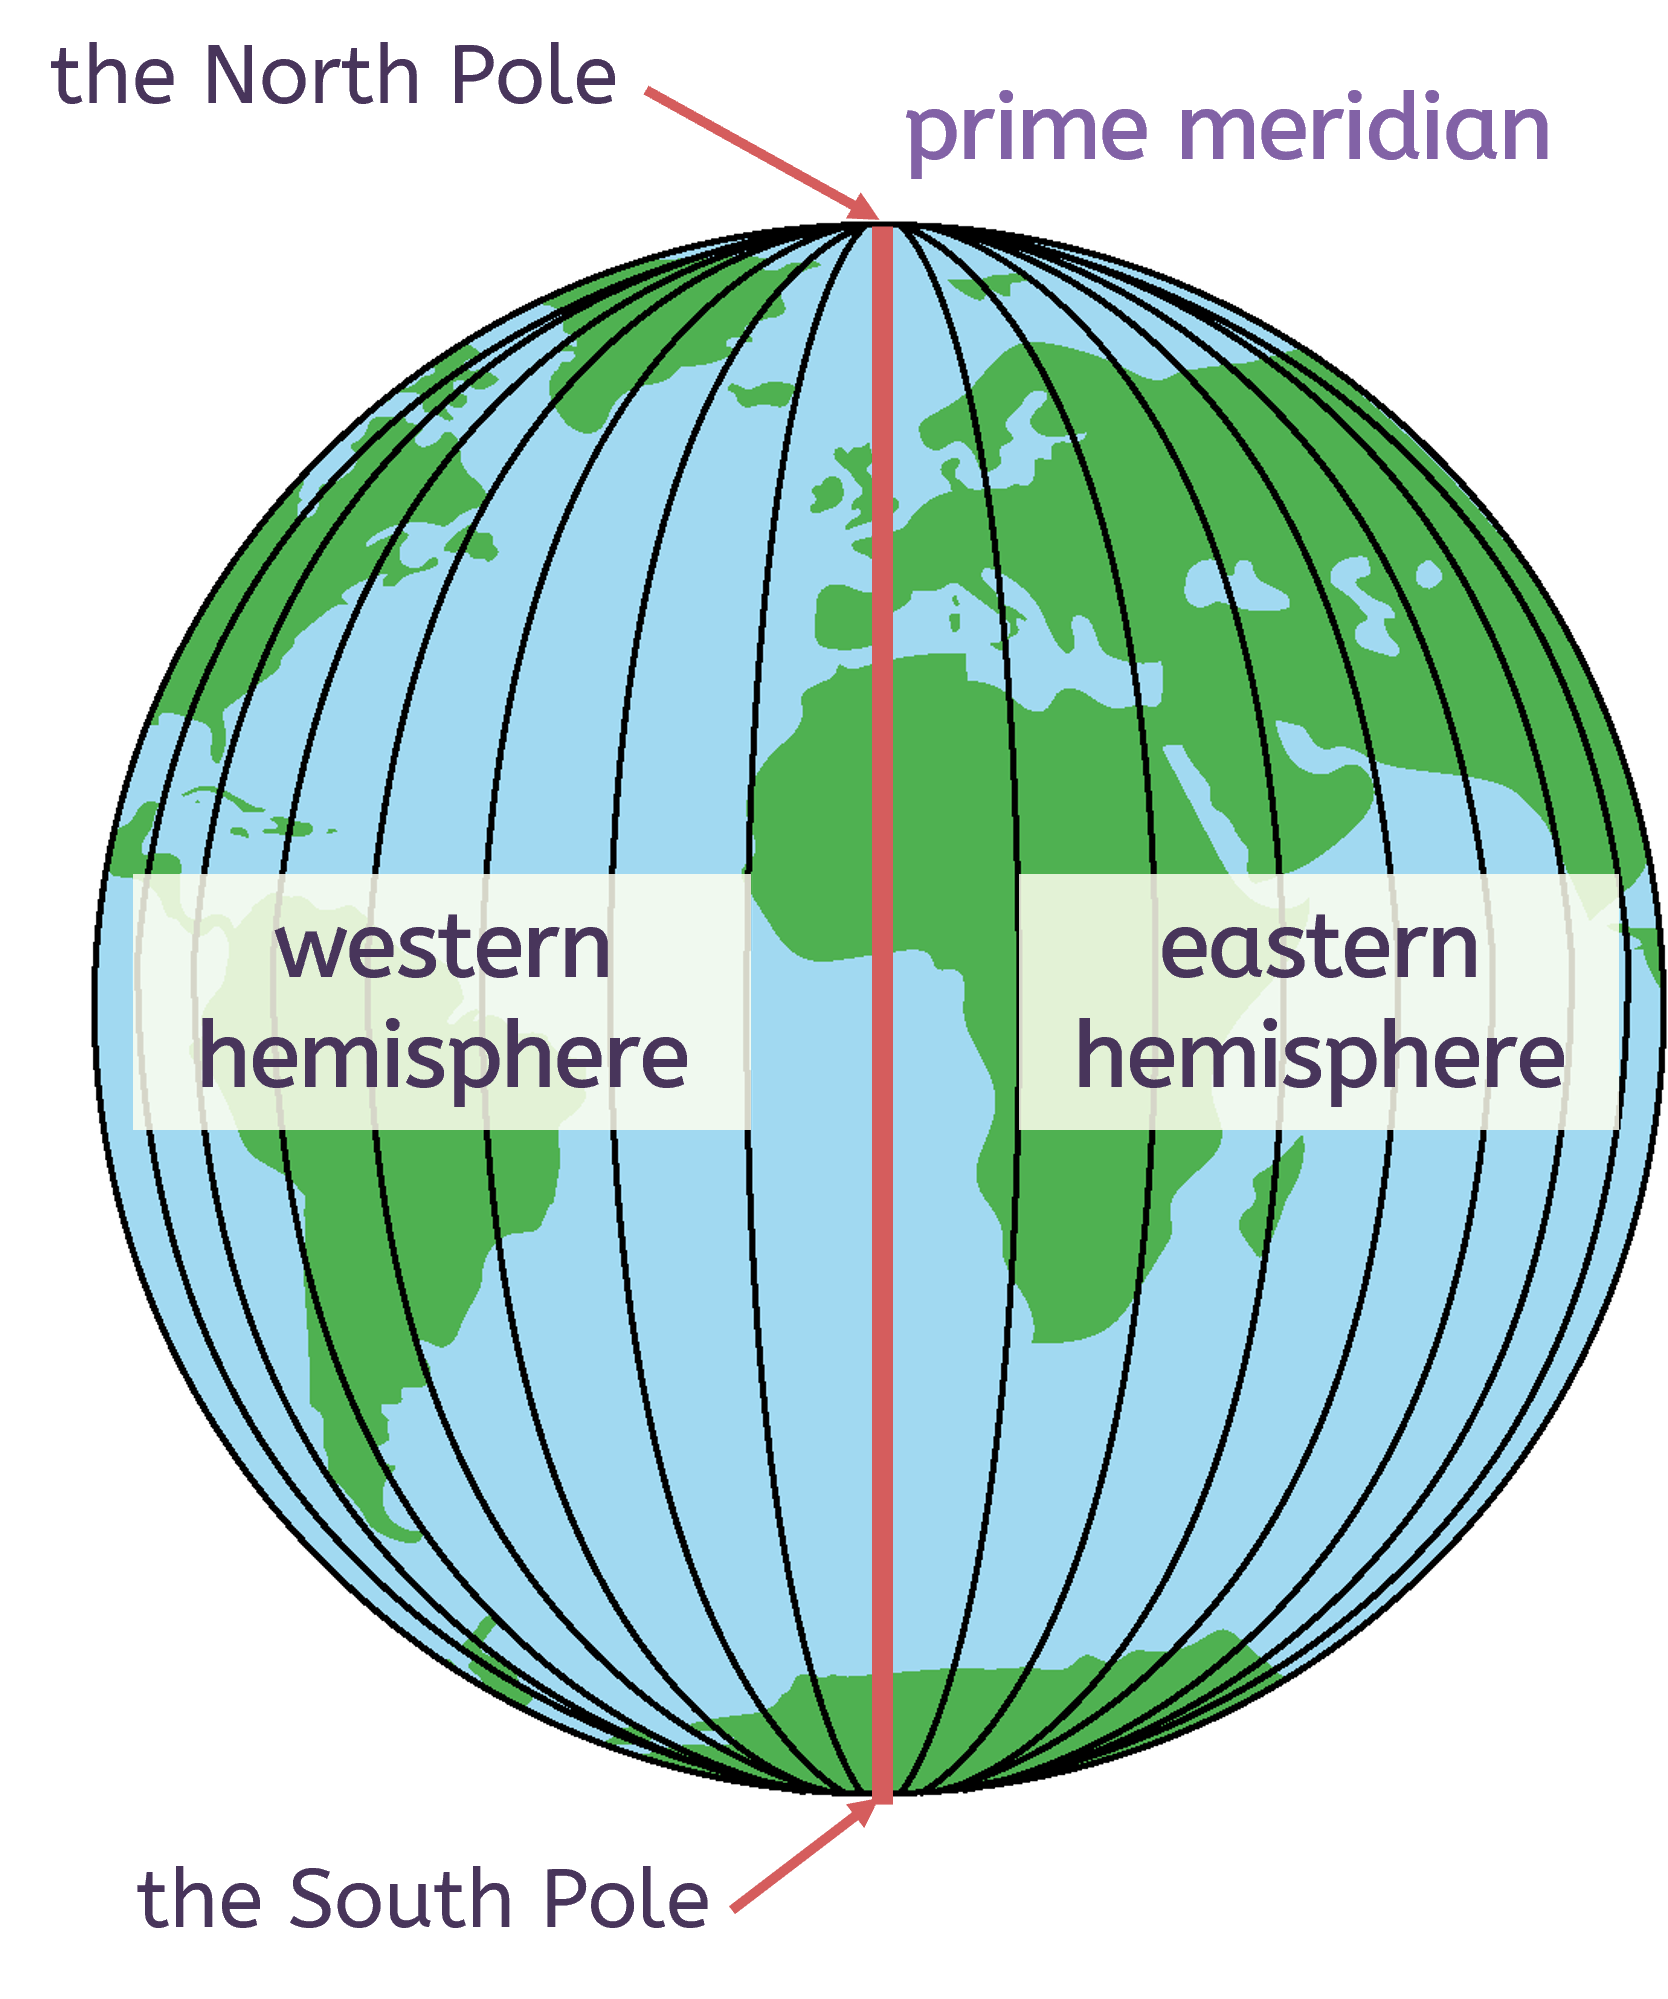 the North Pole
prime meridian
western
hemisphere
eastern
hemisphere
the South Pole